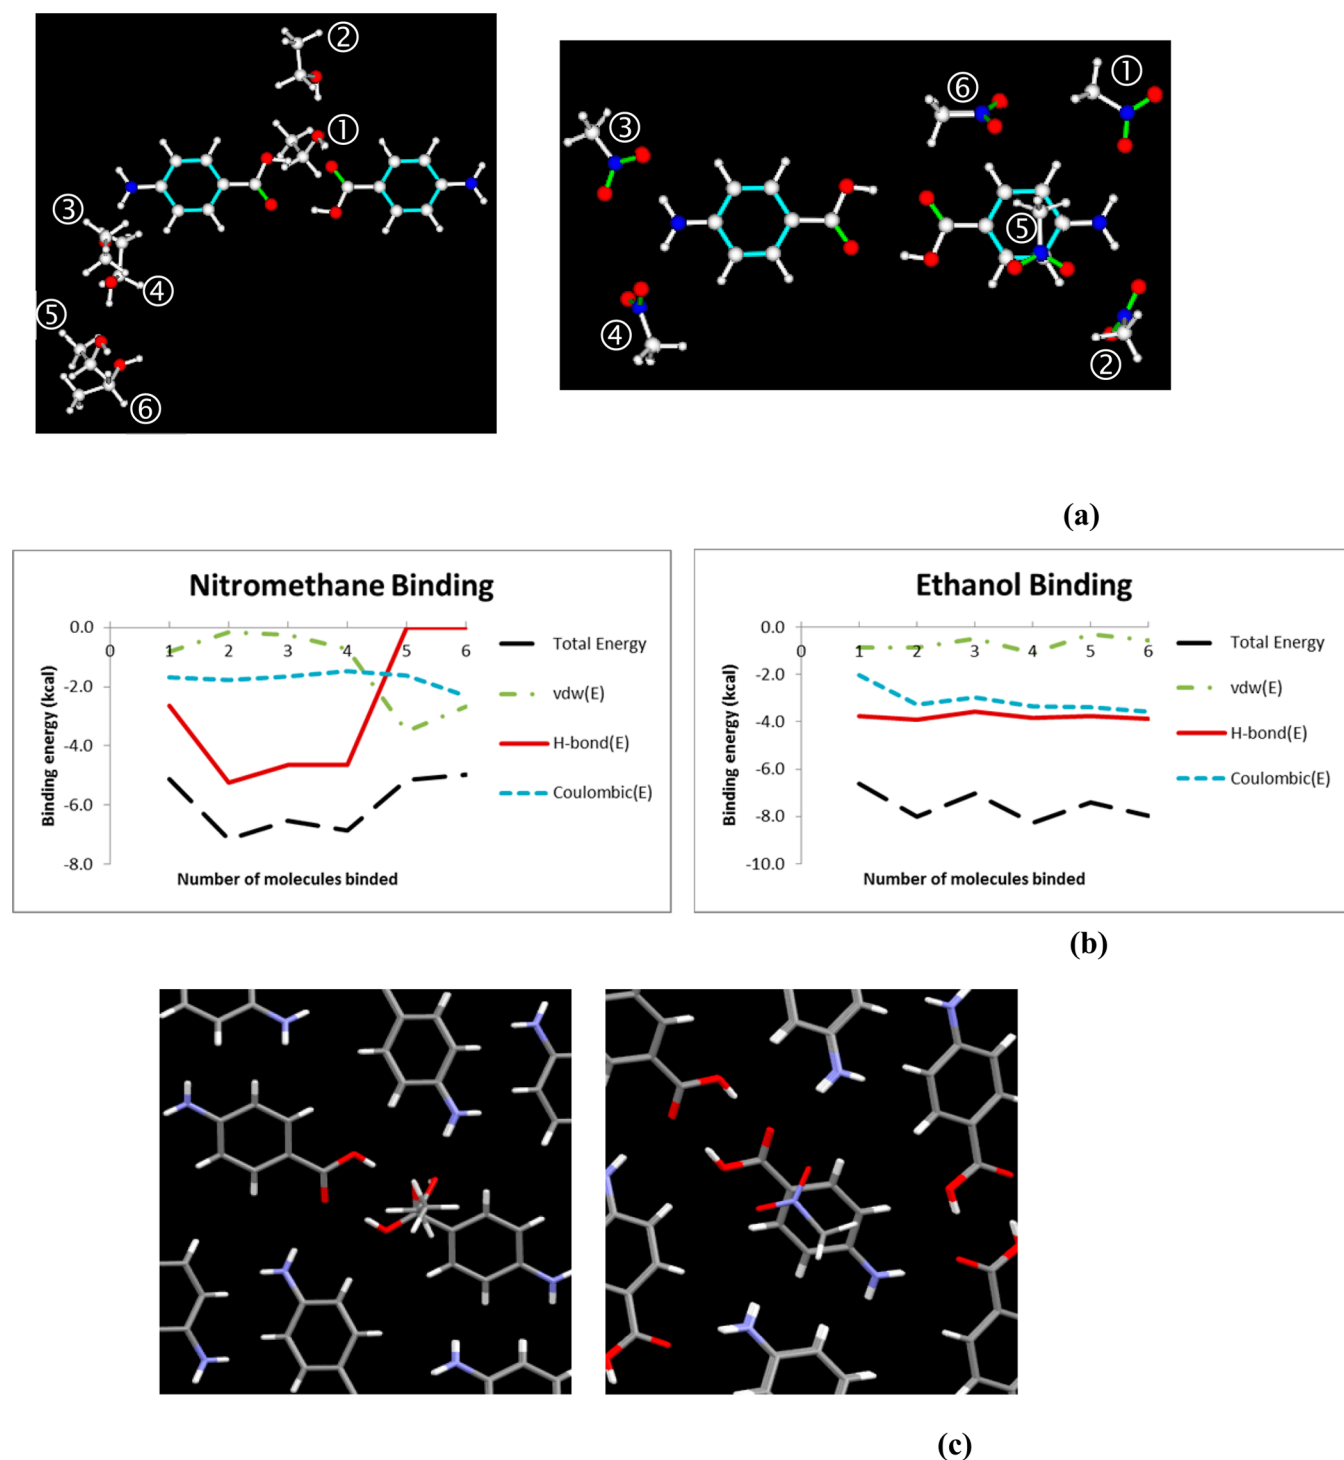 ②
①
③
④
⑤
⑥
⑥
①
③
⑤
④
②
(a)
Nitromethane Binding
0.0
-2.0
-4.0
-6.0
-8.0
0 1 2 3 4 5 6
Binding energy (kcal)
Number of molecules binded
Total Energy
vdw(E)
H-bond(E)
Coulombic(E)
Ethanol Binding
0.0
-2.0
-4.0
-6.0
-8.0
-10.0
0 1 2 3 4 5 6
Binding energy (kcal)
Number of molecules binded
Total Energy
vdw(E)
H-bond(E)
Coulombic(E)
(b)
(c)